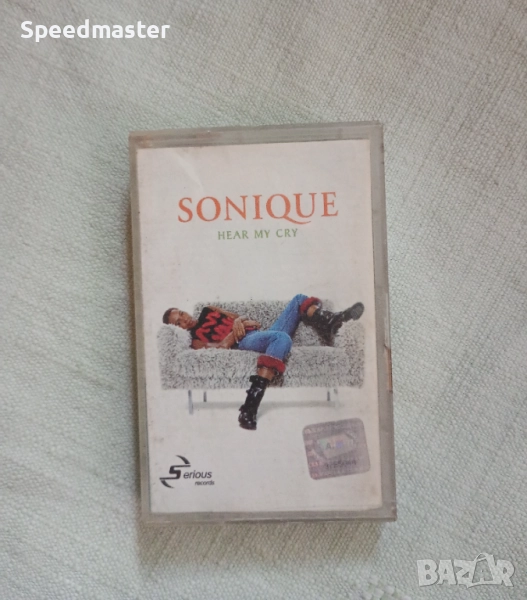 Speedmaster
SONIQUE
HEAR MY CRY
Serious
records
BAZAR